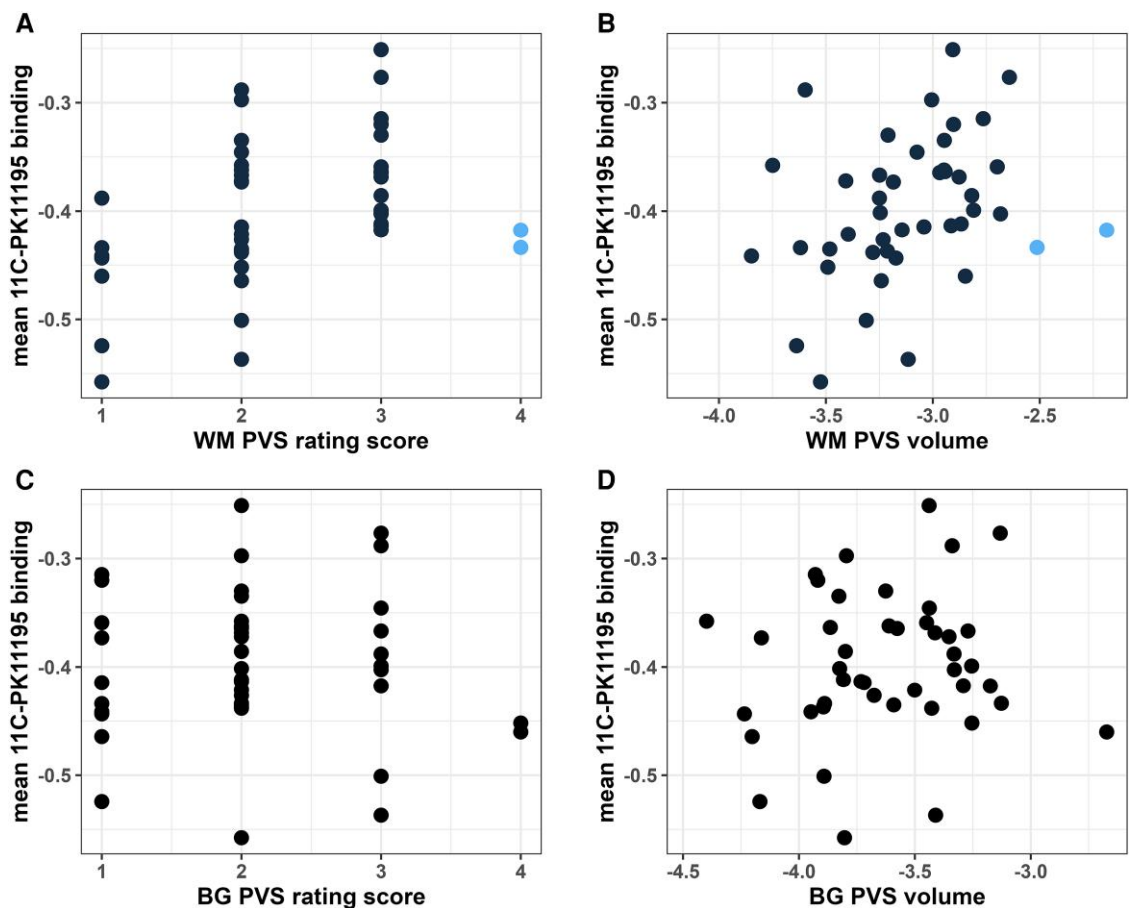 A
mean 11C-PK11195 binding
-0.3
-0.4
-0.5
1 2 3 4
WM PVS rating score
B
mean 11C-PK11195 binding
-0.3
-0.4
-0.5
-4.0 -3.5 -3.0 -2.5
WM PVS volume
C
mean 11C-PK11195 binding
-0.3
-0.4
-0.5
1 2 3 4
BG PVS rating score
D
mean 11C-PK11195 binding
-0.3
-0.4
-0.5
-4.5 -4.0 -3.5 -3.0
BG PVS volume